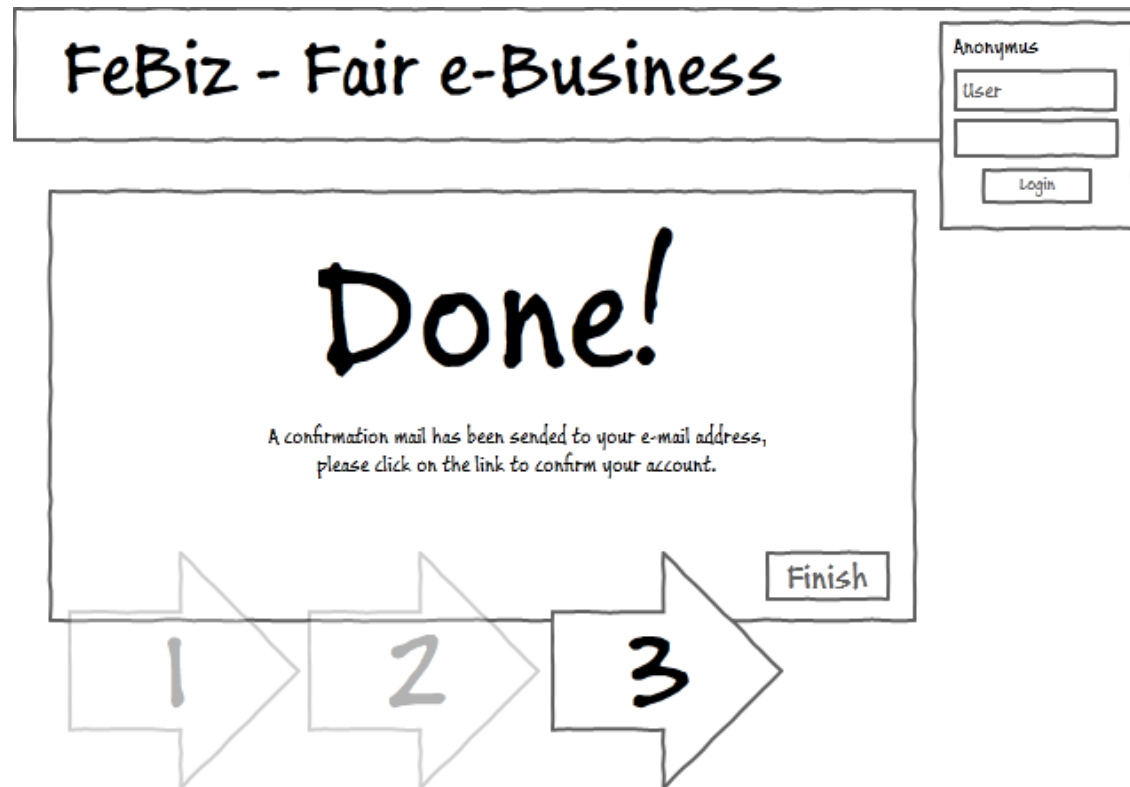 FeBiz - Fair e-Business
Anonymus
User
Login
Done!
A confirmation mail has been sended to your e-mail address,
please click on the link to confirm your account.
Finish
1 2 3